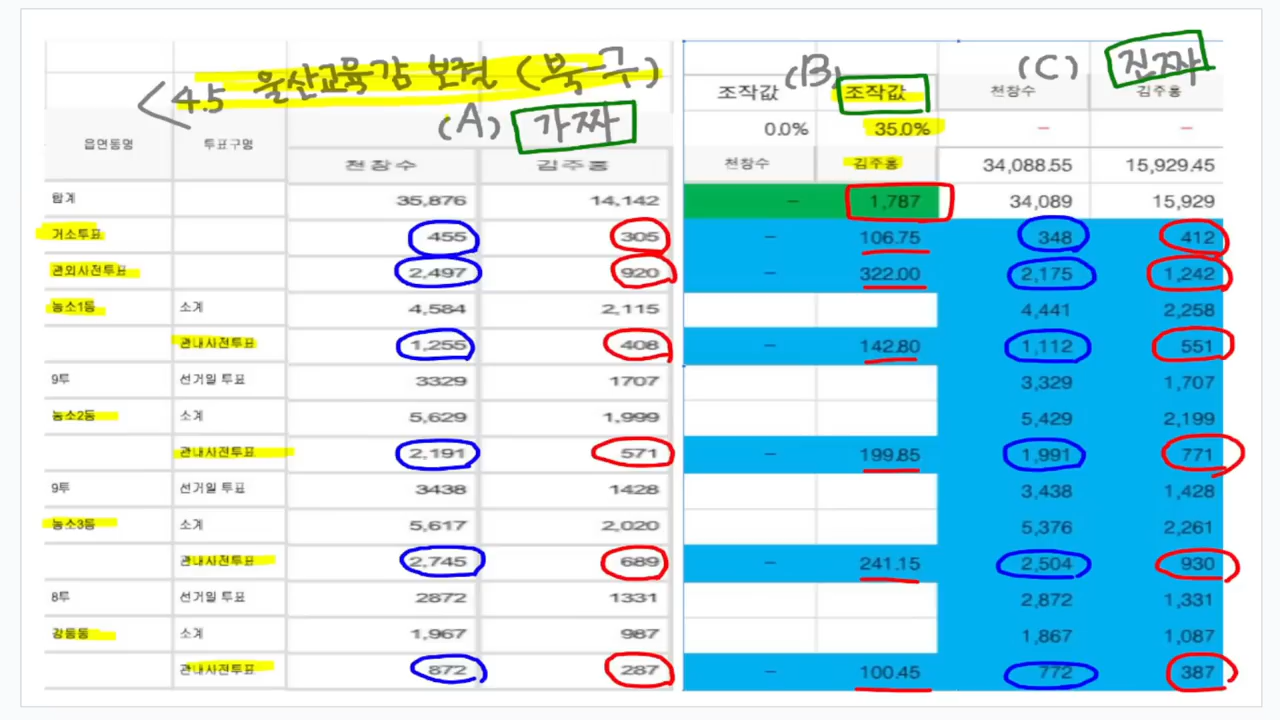 <4.5 울산교육감 보선 (북구)
(A) 가짜 (B) (C) 진짜
읍면동명 투표구명 천창수 김주홍 조작값 조작값 천창수 김주홍
0.0% 35.0% – –
천창수 김주홍 34,088.55 15,929.45
합계 35,876 14,142 – 1,787 34,089 15,929
거소투표 455 305 – 106.75 348 412
관외사전투표 2,497 920 – 322.00 2,175 1,242
농소1동 소계 4,584 2,115 4,441 2,258
관내사전투표 1,255 408 – 142.80 1,112 551
9투 선거일 투표 3329 1707 3,329 1,707
농소2동 소계 5,629 1,999 5,429 2,199
관내사전투표 2,191 571 – 199.85 1,991 771
9투 선거일 투표 3438 1428 3,438 1,428
농소3동 소계 5,617 2,020 5,376 2,261
관내사전투표 2,745 689 – 241.15 2,504 930
8투 선거일 투표 2872 1331 2,872 1,331
강동동 소계 1,967 987 1,867 1,087
관내사전투표 872 287 – 100.45 772 387